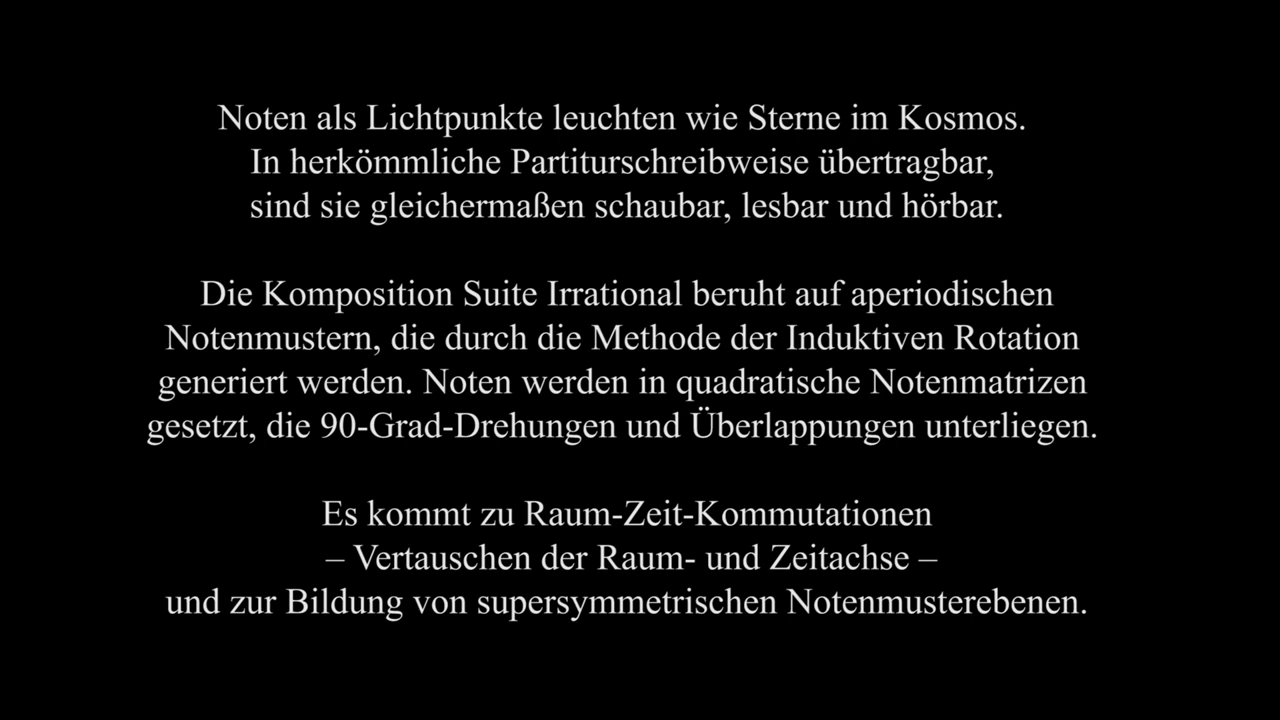 Noten als Lichtpunkte leuchten wie Sterne im Kosmos.
In herkömmliche Partiturschreibweise übertragbar,
sind sie gleichermaßen schaubar, lesbar und hörbar.
Die Komposition Suite Irrational beruht auf aperiodischen
Notenmustern, die durch die Methode der Induktiven Rotation
generiert werden. Noten werden in quadratische Notenmatrizen
gesetzt, die 90-Grad-Drehungen und Überlappungen unterliegen.
Es kommt zu Raum-Zeit-Kommutationen
– Vertauschen der Raum- und Zeitachse –
und zur Bildung von supersymmetrischen Notenmusterebenen.